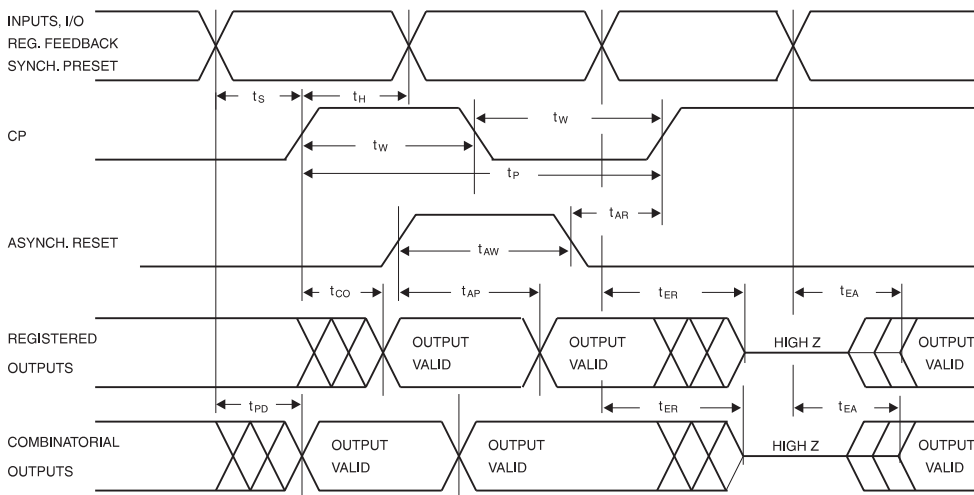 INPUTS, I/O
REG. FEEDBACK
SYNCH. PRESET
tS
tH
CP
tW
tW
tP
tAR
ASYNCH. RESET
tAW
tCO
tAP
tER
tEA
REGISTERED
OUTPUTS
OUTPUT
VALID
OUTPUT
VALID
HIGH Z
OUTPUT
VALID
tPD
tER
tEA
COMBINATORIAL
OUTPUTS
OUTPUT
VALID
OUTPUT
VALID
HIGH Z
OUTPUT
VALID